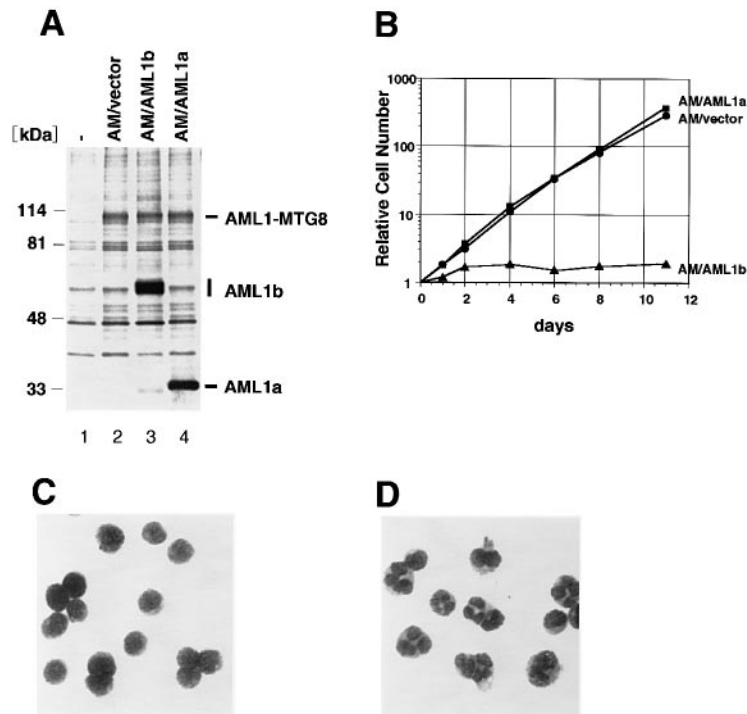 A
-
AM/vector
AM/AML1b
AM/AML1a
[kDa]
114
81
48
33
AML1-MTG8
AML1b
AML1a
1 2 3 4
B
Relative Cell Number
1000
100
10
1
0 2 4 6 8 10 12
days
AM/AML1a
AM/vector
AM/AML1b
C
D